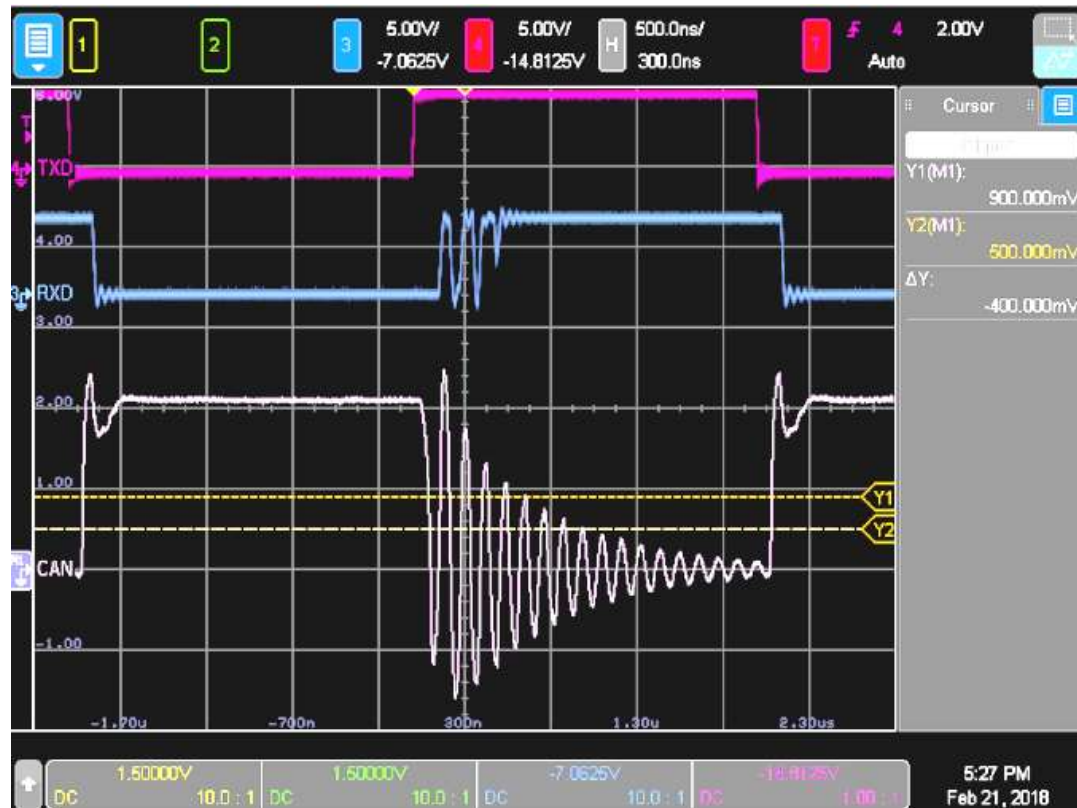 1
2
3
5.00V/
-7.0625V
4
5.00V/
-14.8125V
H
500.0ns/
300.0ns
T
4
2.00V
Auto
Cursor
T
4 TXD
4.00
3 RXD
3.00
2.00
1.00
CAN
-1.00
Y1
Y2
-1.70u
-700n
300n
1.30u
2.30us
Y1(M1):
900.000mV
Y2(M1):
500.000mV
ΔY:
-400.000mV
1.50000V
DC 10.0 : 1
1.50000V
DC 10.0 : 1
-7.0625V
DC 10.0 : 1
DC 1.00 : 1
5:27 PM
Feb 21, 2018